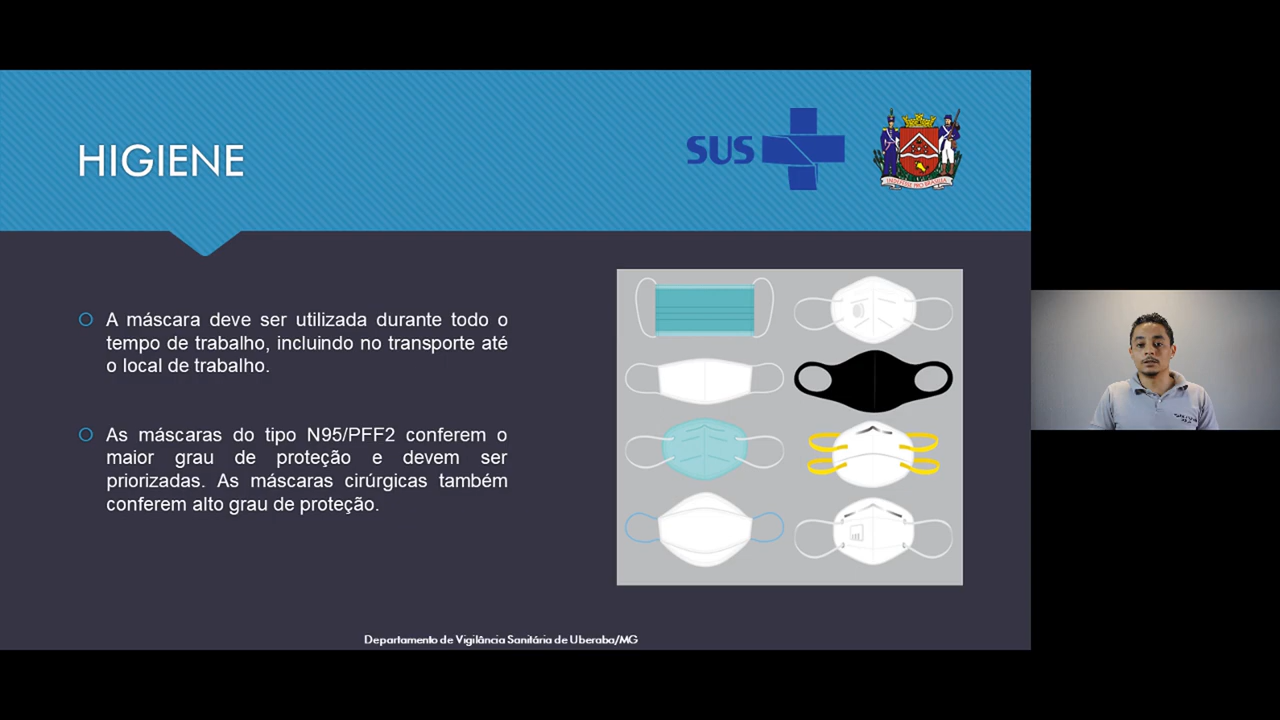 HIGIENE
SUS
A máscara deve ser utilizada durante todo o
tempo de trabalho, incluindo no transporte até
o local de trabalho.
As máscaras do tipo N95/PFF2 conferem o
maior grau de proteção e devem ser
priorizadas. As máscaras cirúrgicas também
conferem alto grau de proteção.
Departamento de Vigilância Sanitária de Uberaba/MG